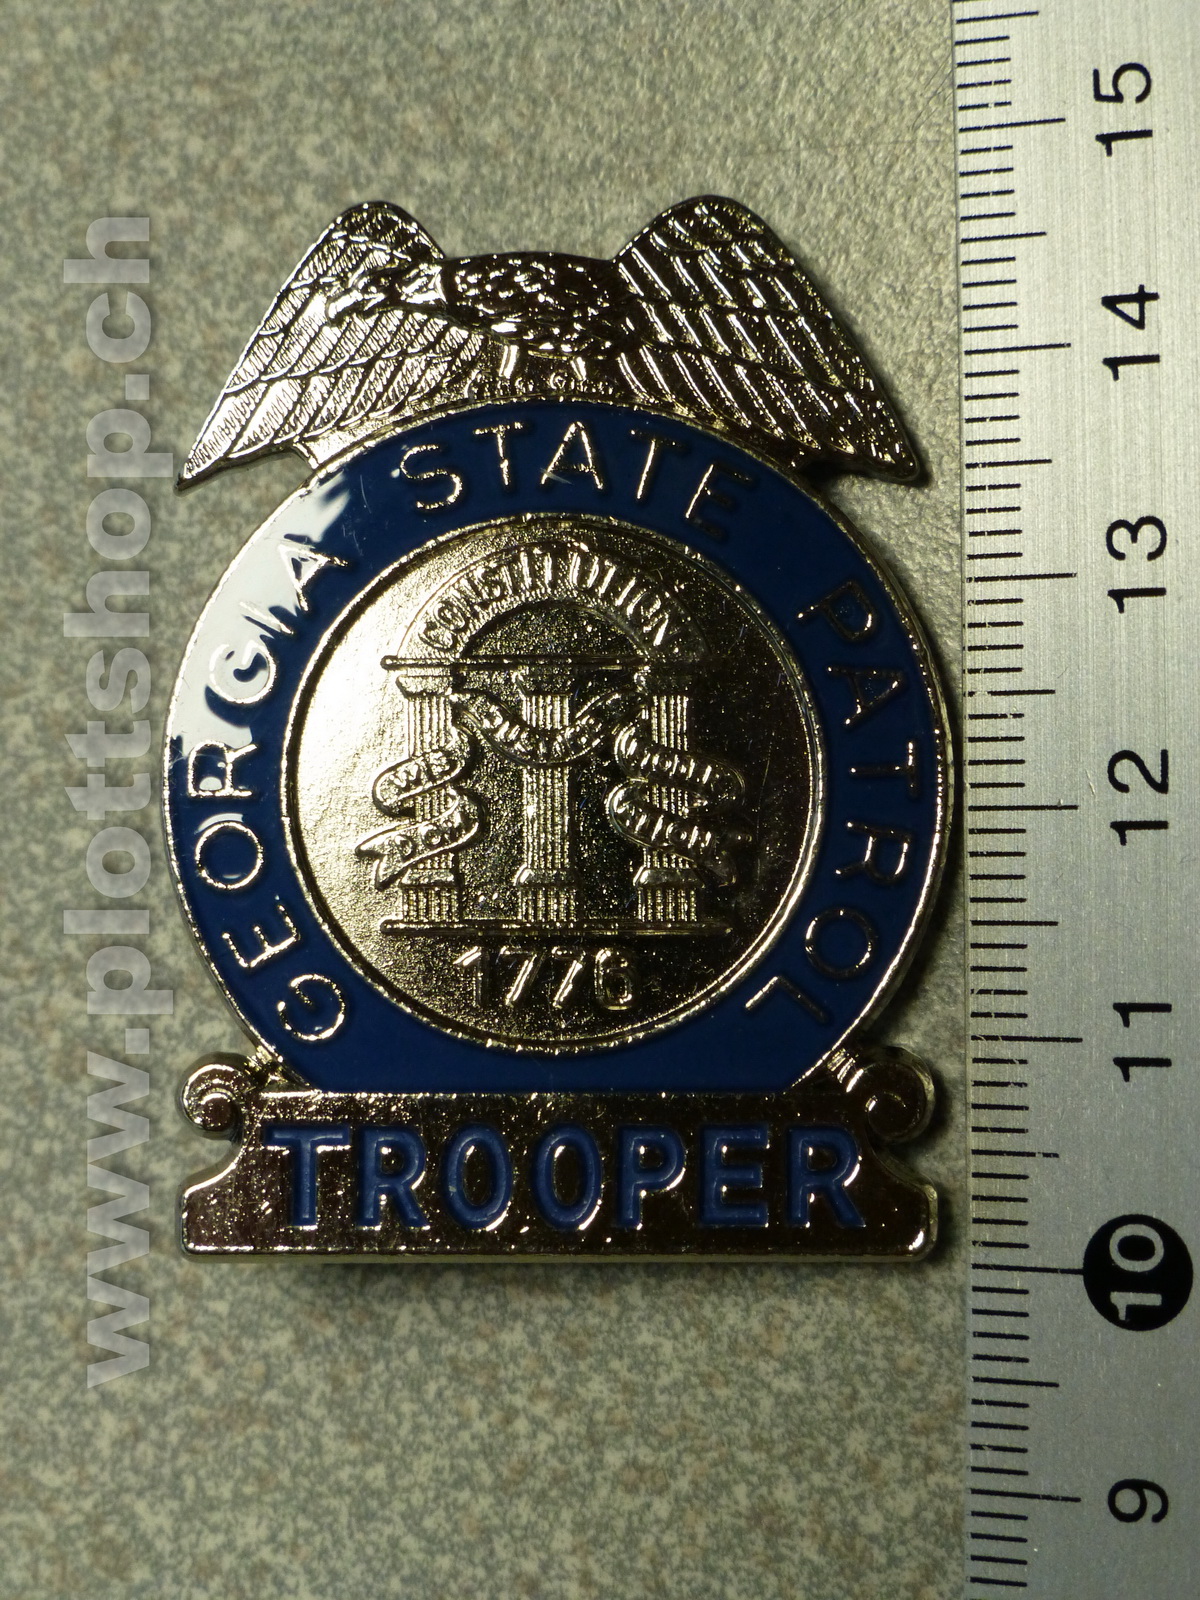 www.plottshop.ch
GEORGIA STATE PATROL
CONSTITUTION
1776
TROOPER
15
14
13
12
11
10
9